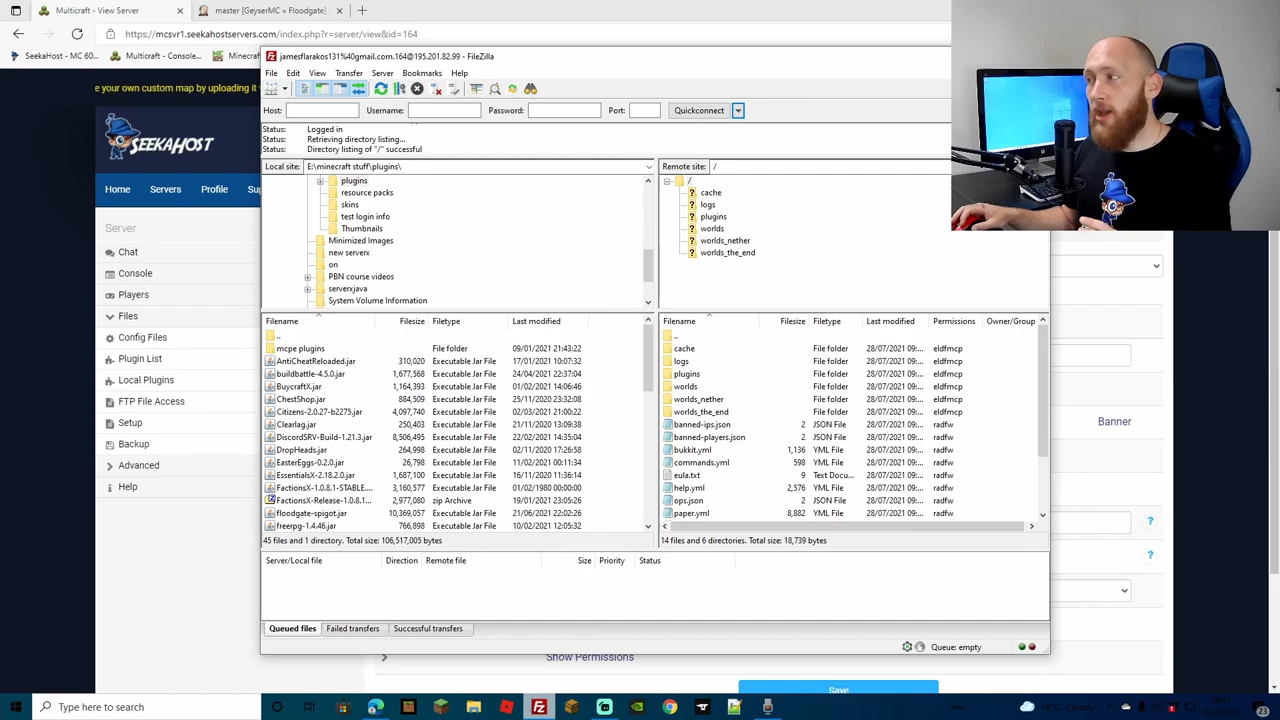 Multicraft - View Server
master [GeyserMC » Floodgate]
https://mcsvr1.seekahostservers.com/index.php?r=server/view&id=164
SeekaHost - MC 60...
Multicraft - Console...
Minecraf
e your own custom map by uploading it
SEEKAHOST
Home Servers Profile Sup
Server
Chat
Console
Players
Files
Config Files
Plugin List
Local Plugins
FTP File Access
Setup
Backup
Advanced
Help
jamesflarakos131%40gmail.com.164@195.201.82.99 - FileZilla
File Edit View Transfer Server Bookmarks Help
Host: Username: Password: Port: Quickconnect
Status: Logged in
Status: Retrieving directory listing...
Status: Directory listing of "/" successful
Local site: E:\minecraft stuff\plugins\
plugins
resource packs
skins
test login info
Thumbnails
Minimized Images
new serverx
on
PBN course videos
serverxjava
System Volume Information
Remote site: /
/
cache
logs
plugins
worlds
worlds_nether
worlds_the_end
Filename Filesize Filetype Last modified
..
mcpe plugins File folder 09/01/2021 21:43:22
AntiCheatReloaded.jar 310,020 Executable Jar File 17/01/2021 10:07:32
buildbattle-4.5.0.jar 1,677,568 Executable Jar File 24/04/2021 22:37:04
BuycraftX.jar 1,164,393 Executable Jar File 01/02/2021 14:06:46
ChestShop.jar 884,509 Executable Jar File 25/11/2020 23:32:08
Citizens-2.0.27-b2275.jar 4,097,740 Executable Jar File 02/03/2021 21:00:22
Clearlag.jar 250,403 Executable Jar File 21/11/2020 13:09:38
DiscordSRV-Build-1.21.3.jar 8,506,495 Executable Jar File 22/02/2021 14:35:04
DropHeads.jar 264,998 Executable Jar File 02/11/2020 17:26:58
EasterEggs-0.2.0.jar 26,798 Executable Jar File 11/02/2021 00:11:34
EssentialsX-2.18.2.0.jar 1,687,100 Executable Jar File 16/11/2020 11:36:10
FactionsX-1.0.8.1-STABLE.... 3,160,577 Executable Jar File 01/02/1980 00:00:00
FactionsX-Release-1.0.8.1... 2,977,080 zip Archive 19/01/2021 23:05:26
floodgate-spigot.jar 10,369,057 Executable Jar File 21/06/2021 22:02:26
freerpg-1.4.46.jar 766,898 Executable Jar File 10/02/2021 12:05:32
45 files and 1 directory. Total size: 106,517,005 bytes
Filename Filesize Filetype Last modified Permissions Owner/Group
..
cache File folder 28/07/2021 09:... eldfmcp
logs File folder 28/07/2021 09:... eldfmcp
plugins File folder 28/07/2021 09:... eldfmcp
worlds File folder 28/07/2021 09:... eldfmcp
worlds_nether File folder 28/07/2021 09:... eldfmcp
worlds_the_end File folder 28/07/2021 09:... eldfmcp
banned-ips.json 2 JSON File 28/07/2021 09:... radfw
banned-players.json 2 JSON File 28/07/2021 09:... radfw
bukkit.yml 1,136 YML File 28/07/2021 09:... radfw
commands.yml 598 YML File 28/07/2021 09:... radfw
eula.txt 9 Text Docu... 28/07/2021 09:... radfw
help.yml 2,576 YML File 28/07/2021 09:... radfw
ops.json 2 JSON File 28/07/2021 09:... radfw
paper.yml 8,882 YML File 28/07/2021 09:... radfw
14 files and 6 directories. Total size: 18,739 bytes
Server/Local file Direction Remote file Size Priority Status
Queued files Failed transfers Successful transfers
Queue: empty
Banner
Show Permissions
Save
Type here to search
16°C Cloudy
23